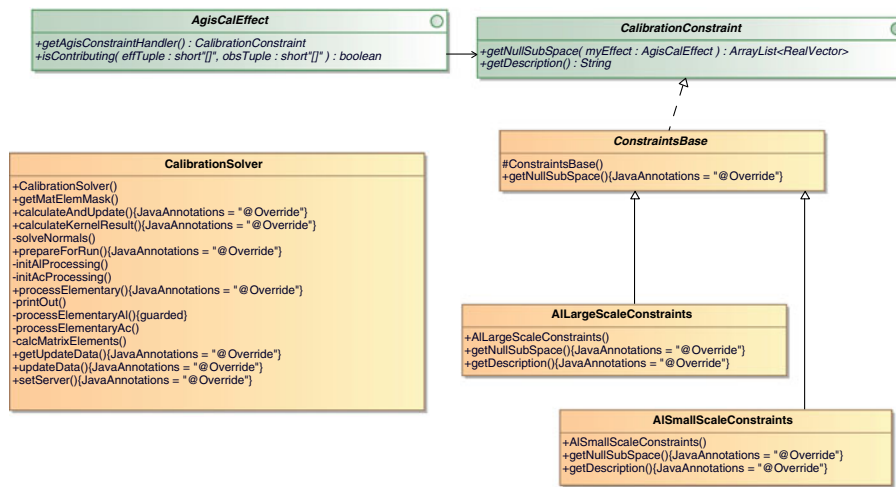 AgisCalEffect
+getAgisConstraintHandler() : CalibrationConstraint
+isContributing( effTuple : short"[]", obsTuple : short"[]" ) : boolean
CalibrationConstraint
+getNullSubSpace( myEffect : AgisCalEffect ) : ArrayList<RealVector>
+getDescription() : String
ConstraintsBase
#ConstraintsBase()
+getNullSubSpace(){JavaAnnotations = "@Override"}
CalibrationSolver
+CalibrationSolver()
+getMatElemMask()
+calculateAndUpdate(){JavaAnnotations = "@Override"}
+calculateKernelResult(){JavaAnnotations = "@Override"}
-solveNormals()
+prepareForRun(){JavaAnnotations = "@Override"}
-initAlProcessing()
-initAcProcessing()
+processElementary(){JavaAnnotations = "@Override"}
-printOut()
-processElementaryAl(){guarded}
-processElementaryAc()
-calcMatrixElements()
+getUpdateData(){JavaAnnotations = "@Override"}
+updateData(){JavaAnnotations = "@Override"}
+setServer(){JavaAnnotations = "@Override"}
AlLargeScaleConstraints
+AlLargeScaleConstraints()
+getNullSubSpace(){JavaAnnotations = "@Override"}
+getDescription(){JavaAnnotations = "@Override"}
AlSmallScaleConstraints
+AlSmallScaleConstraints()
+getNullSubSpace(){JavaAnnotations = "@Override"}
+getDescription(){JavaAnnotations = "@Override"}